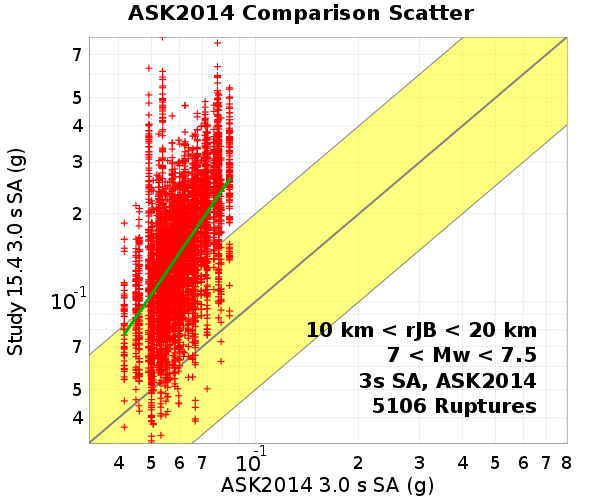 ASK2014 Comparison Scatter
7
5
4
3
2
10-1
7
5
4
Study 15.4 3.0 s SA (g)
10 km < rJB < 20 km
7 < Mw < 7.5
3s SA, ASK2014
5106 Ruptures
4 5 6 7 10-1 2 3 4 5 6 7 8
ASK2014 3.0 s SA (g)